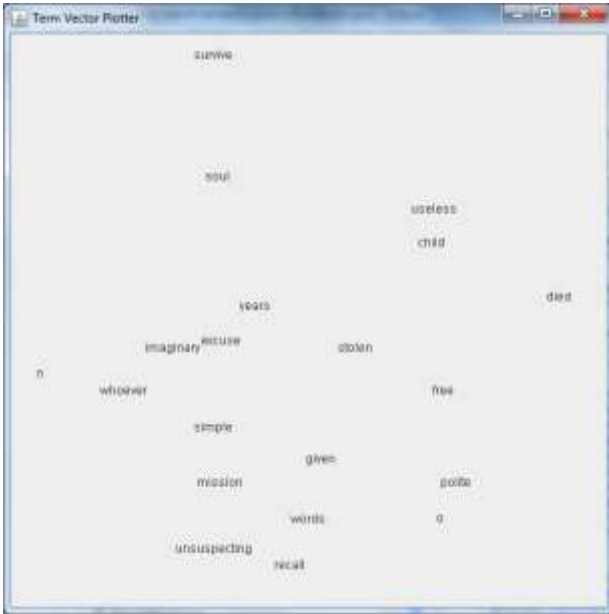 Term Vector Plotter
survive
soul
useless
child
died
years
excuse
imaginary
stolen
n
whoever
free
simple
given
mission
polite
words
o
unsuspecting
recall